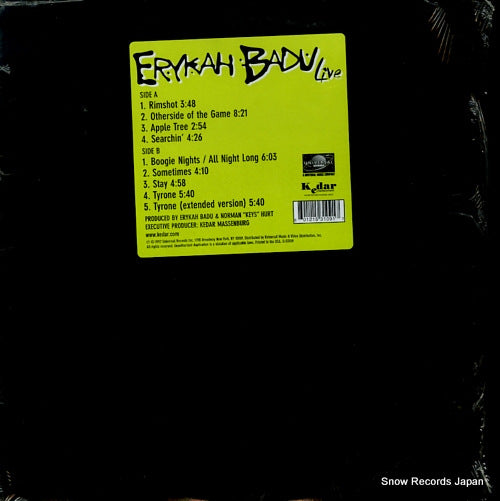 ERYKAH BADU Live
SIDE A
1. Rimshot 3:48
2. Otherside of the Game 8:21
3. Apple Tree 2:54
4. Searchin' 4:26
SIDE B
1. Boogie Nights / All Night Long 6:03
2. Sometimes 4:10
3. Stay 4:58
4. Tyrone 5:40
5. Tyrone (extended version) 5:40
UNIVERSAL
Kedar
PRODUCED BY ERYKAH BADU & NORMAN "KEYS" HURT
EXECUTIVE PRODUCER: KEDAR MASSENBURG
www.kedar.com
Snow Records Japan